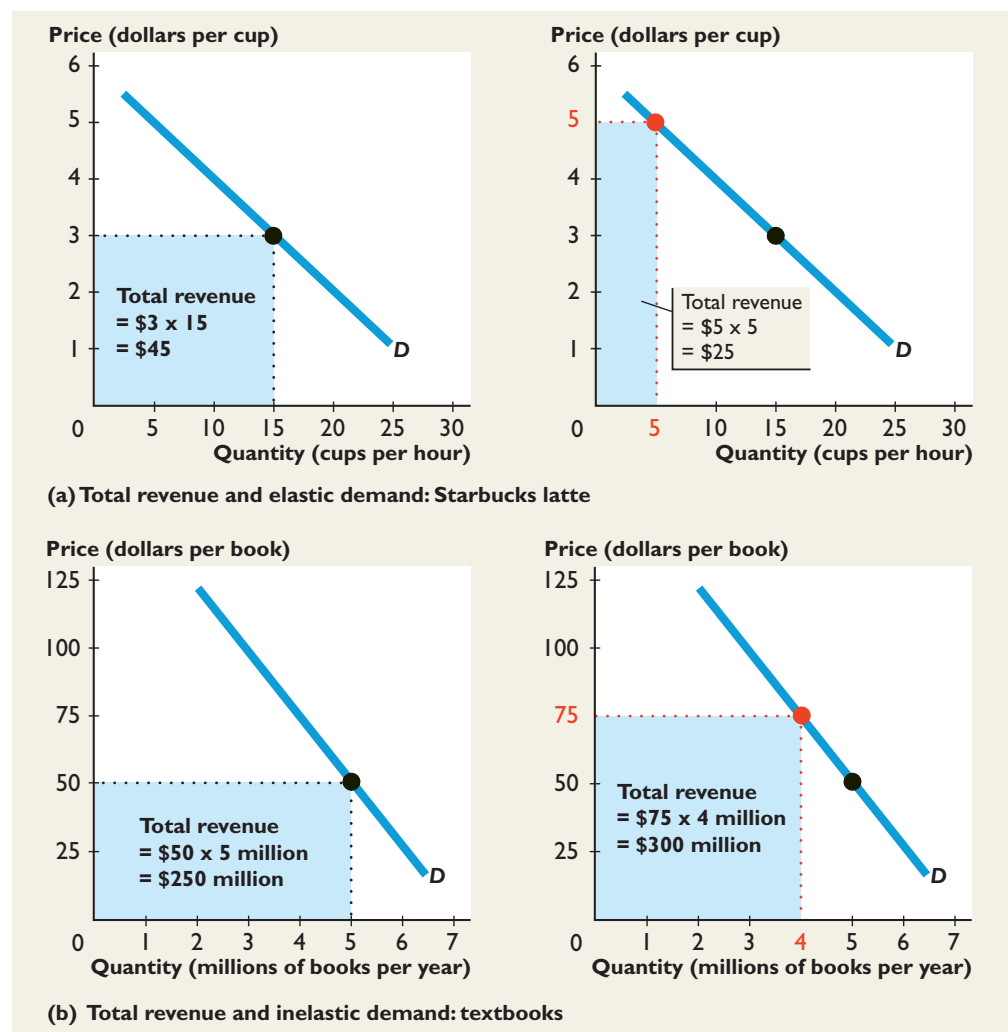 Price (dollars per cup)
6
5
4
3
2
1
0
Total revenue
= $3 x 15
= $45
D
5 10 15 20 25 30
Quantity (cups per hour)
Price (dollars per cup)
6
5
4
3
2
1
0
Total revenue
= $5 x 5
= $25
D
5 10 15 20 25 30
Quantity (cups per hour)
(a) Total revenue and elastic demand: Starbucks latte
Price (dollars per book)
125
100
75
50
25
0
Total revenue
= $50 x 5 million
= $250 million
D
1 2 3 4 5 6 7
Quantity (millions of books per year)
Price (dollars per book)
125
100
75
50
25
0
Total revenue
= $75 x 4 million
= $300 million
D
1 2 3 4 5 6 7
Quantity (millions of books per year)
(b) Total revenue and inelastic demand: textbooks